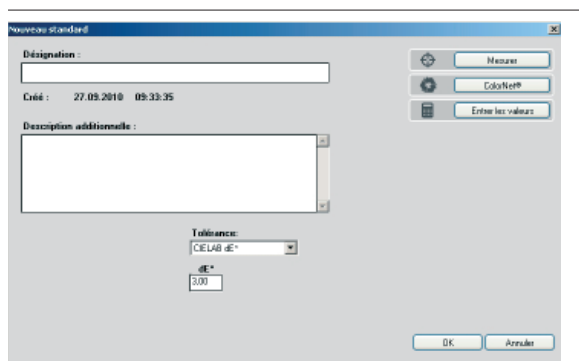 Nouveau standard
Désignation :
Mesurer
ColorNet®
Créé : 27.09.2010 09:33:35
Entrer les valeurs
Description additionnelle :
Tolérance:
CIELAB dE*
dE*
3.00
OK
Annuler